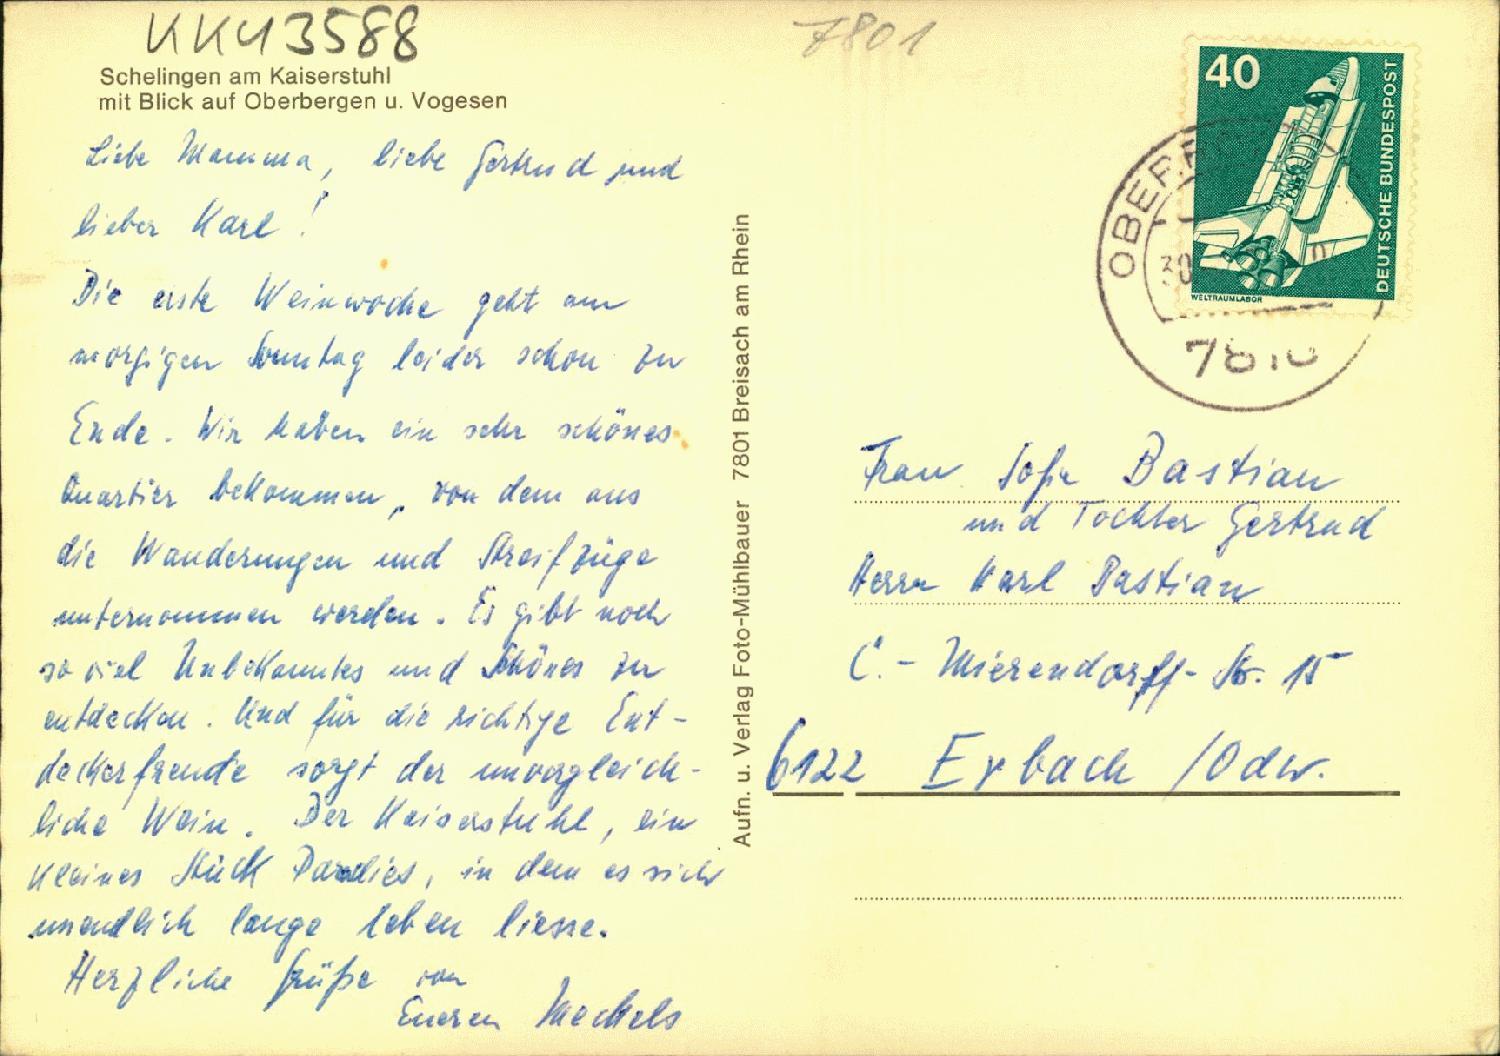 KK43588
7801
Schelingen am Kaiserstuhl
mit Blick auf Oberbergen u. Vogesen
Liebe Mamma, liebe Gertrud und
lieber Karl!
Die erste Weinwoche geht am
morgigen Sonntag leider schon zu
Ende. Wir haben ein sehr schönes
Quartier bekommen, von dem aus
die Wanderungen und Streifzüge
unternommen werden. Es gibt noch
so viel Unbekanntes und Schönes zu
entdecken. Und für die richtige Ent-
deckerfreude sorgt der unvergleich-
liche Wein. Der Kaiserstuhl, ein
kleines Stück Paradies, in dem es sich
unendlich lange leben liesse.
Herzliche Grüße von
Eueren Meckels
Aufn. u. Verlag Foto-Mühlbauer 7801 Breisach am Rhein
40
DEUTSCHE BUNDESPOST
WELTRAUMLABOR
30
Frau Sofie Bastian
und Tochter Gertrud
Herrn Karl Bastian
C.-Mierendorff-Str. 15
6122 Erbach /Odw.